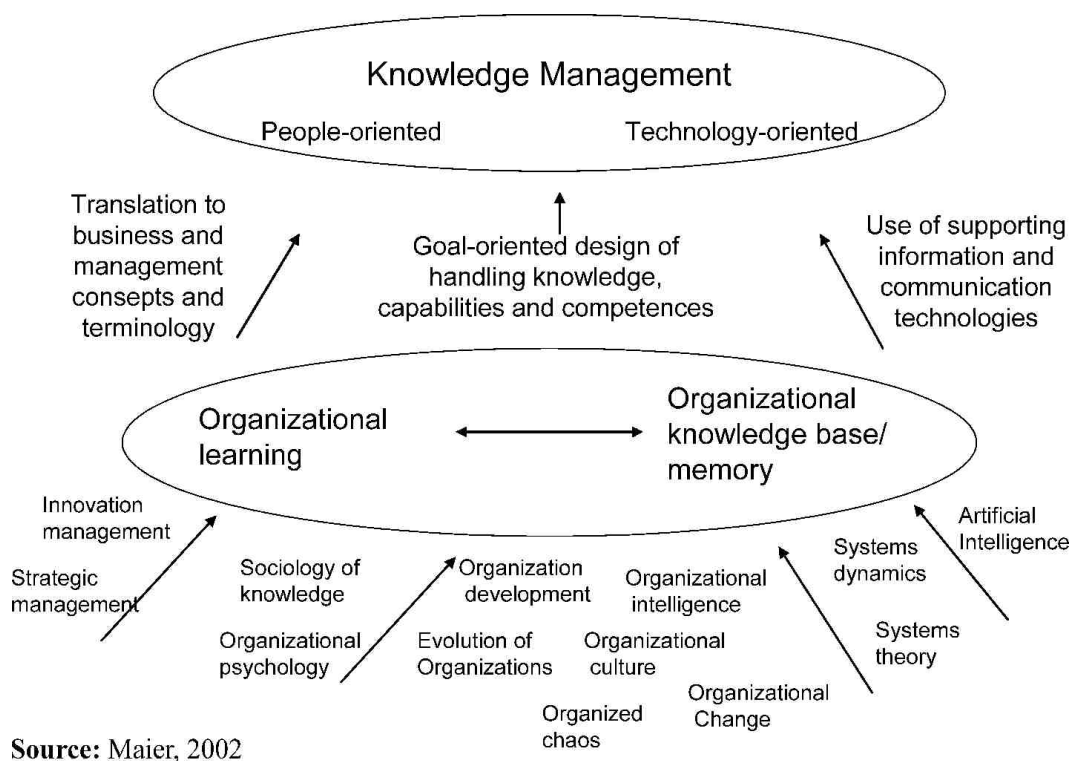 Knowledge Management
People-oriented
Technology-oriented
Translation to
business and
management
consepts and
terminology
Goal-oriented design of
handling knowledge,
capabilities and competences
Use of supporting
information and
communication
technologies
Organizational
learning
Organizational
knowledge base/
memory
Innovation
management
Strategic
management
Sociology of
knowledge
Organizational
psychology
Organization
development
Evolution of
Organizations
Organizational
intelligence
Organizational
culture
Organized
chaos
Organizational
Change
Systems
dynamics
Systems
theory
Artificial
Intelligence
Source: Maier, 2002